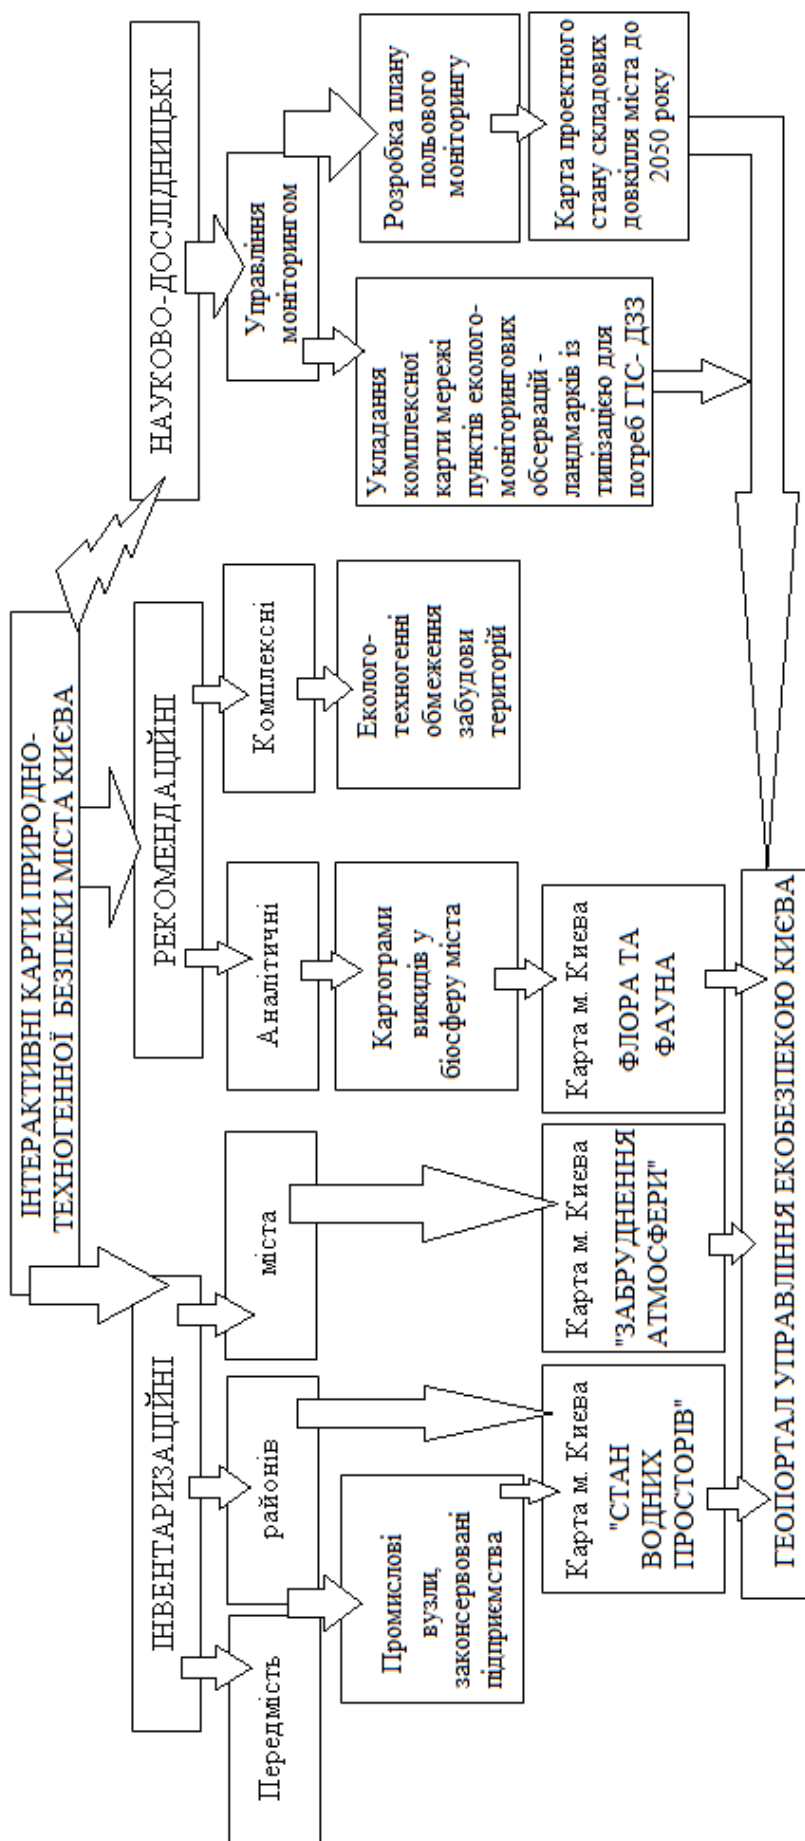 ІНТЕРАКТИВНІ КАРТИ ПРИРОДНО-
ТЕХНОГЕННОЇ БЕЗПЕКИ МІСТА КИЄВА
ІНВЕНТАРИЗАЦІЙНІ
РЕКОМЕНДАЦІЙНІ
НАУКОВО-ДОСЛІДНИЦЬКІ
Передмість
районів
міста
Аналітичні
Комплексні
Управління
моніторингом
Промислові
вузли,
законсервовані
підприємства
Картограми
викидів у
біосферу міста
Еколого-
техногенні
обмеження
забудови
територій
Укладання
комплексної
карти мережі
пунктів еколого-
моніторингових
обсервацій -
ландмарків із
типізацією для
потреб ГІС- ДЗЗ
Розробка плану
польового
моніторингу
Карта проектного
стану складових
довкілля міста до
2050 року
Карта м. Києва
"СТАН
ВОДНИХ
ПРОСТОРІВ"
Карта м. Києва
"ЗАБРУДНЕННЯ
АТМОСФЕРИ"
Карта м. Києва
ФЛОРА ТА
ФАУНА
ГЕОПОРТАЛ УПРАВЛІННЯ ЕКОБЕЗПЕКОЮ КИЄВА